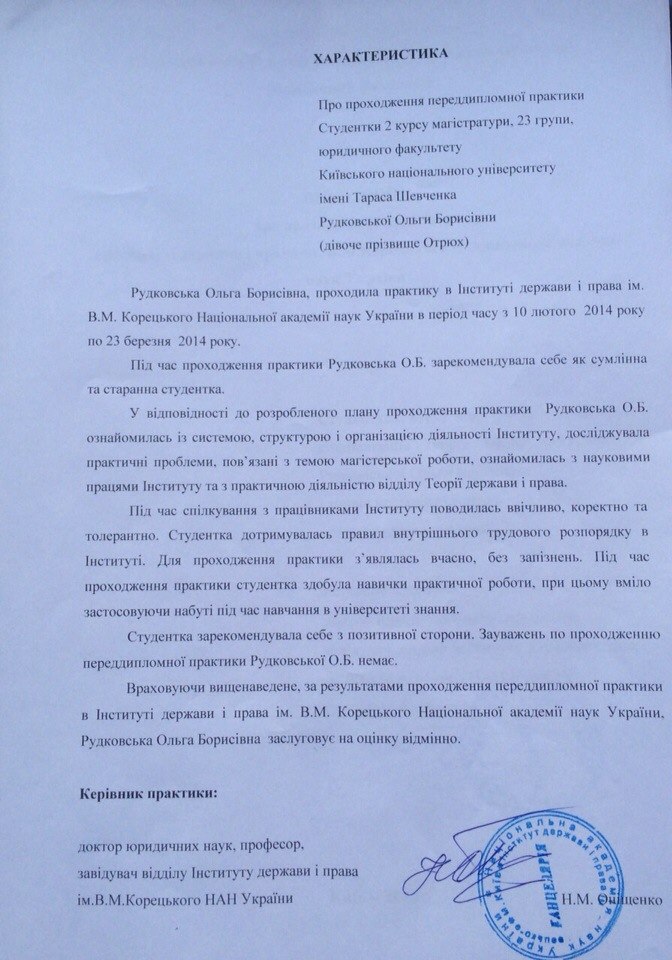 ХАРАКТЕРИСТИКА
Про проходження переддипломної практики
Студентки 2 курсу магістратури, 23 групи,
юридичного факультету
Київського національного університету
імені Тараса Шевченка
Рудковської Ольги Борисівни
(дівоче прізвище Отрюх)
Рудковська Ольга Борисівна, проходила практику в Інституті держави і права ім.
В.М. Корецького Національної академії наук України в період часу з 10 лютого 2014 року
по 23 березня 2014 року.
Під час проходження практики Рудковська О.Б. зарекомендувала себе як сумлінна
та старанна студентка.
У відповідності до розробленого плану проходження практики Рудковська О.Б.
ознайомилась із системою, структурою і організацією діяльності Інституту, досліджувала
практичні проблеми, пов’язані з темою магістерської роботи, ознайомилась з науковими
працями Інституту та з практичною діяльністю відділу Теорії держави і права.
Під час спілкування з працівниками Інституту поводилась ввічливо, коректно та
толерантно. Студентка дотримувалась правил внутрішнього трудового розпорядку в
Інституті. Для проходження практики з’являлась вчасно, без запізнень. Під час
проходження практики студентка здобула навички практичної роботи, при цьому вміло
застосовуючи набуті під час навчання в університеті знання.
Студентка зарекомендувала себе з позитивної сторони. Зауважень по проходженню
переддипломної практики Рудковської О.Б. немає.
Враховуючи вищенаведене, за результатами проходження переддипломної практики
в Інституті держави і права ім. В.М. Корецького Національної академії наук України,
Рудковська Ольга Борисівна заслуговує на оцінку відмінно.
Керівник практики:
доктор юридичних наук, професор,
завідувач відділу Інституту держави і права
ім.В.М.Корецького НАН України
Н.М. Оніщенко
Національна академія наук України
КАНЦЕЛЯРІЯ